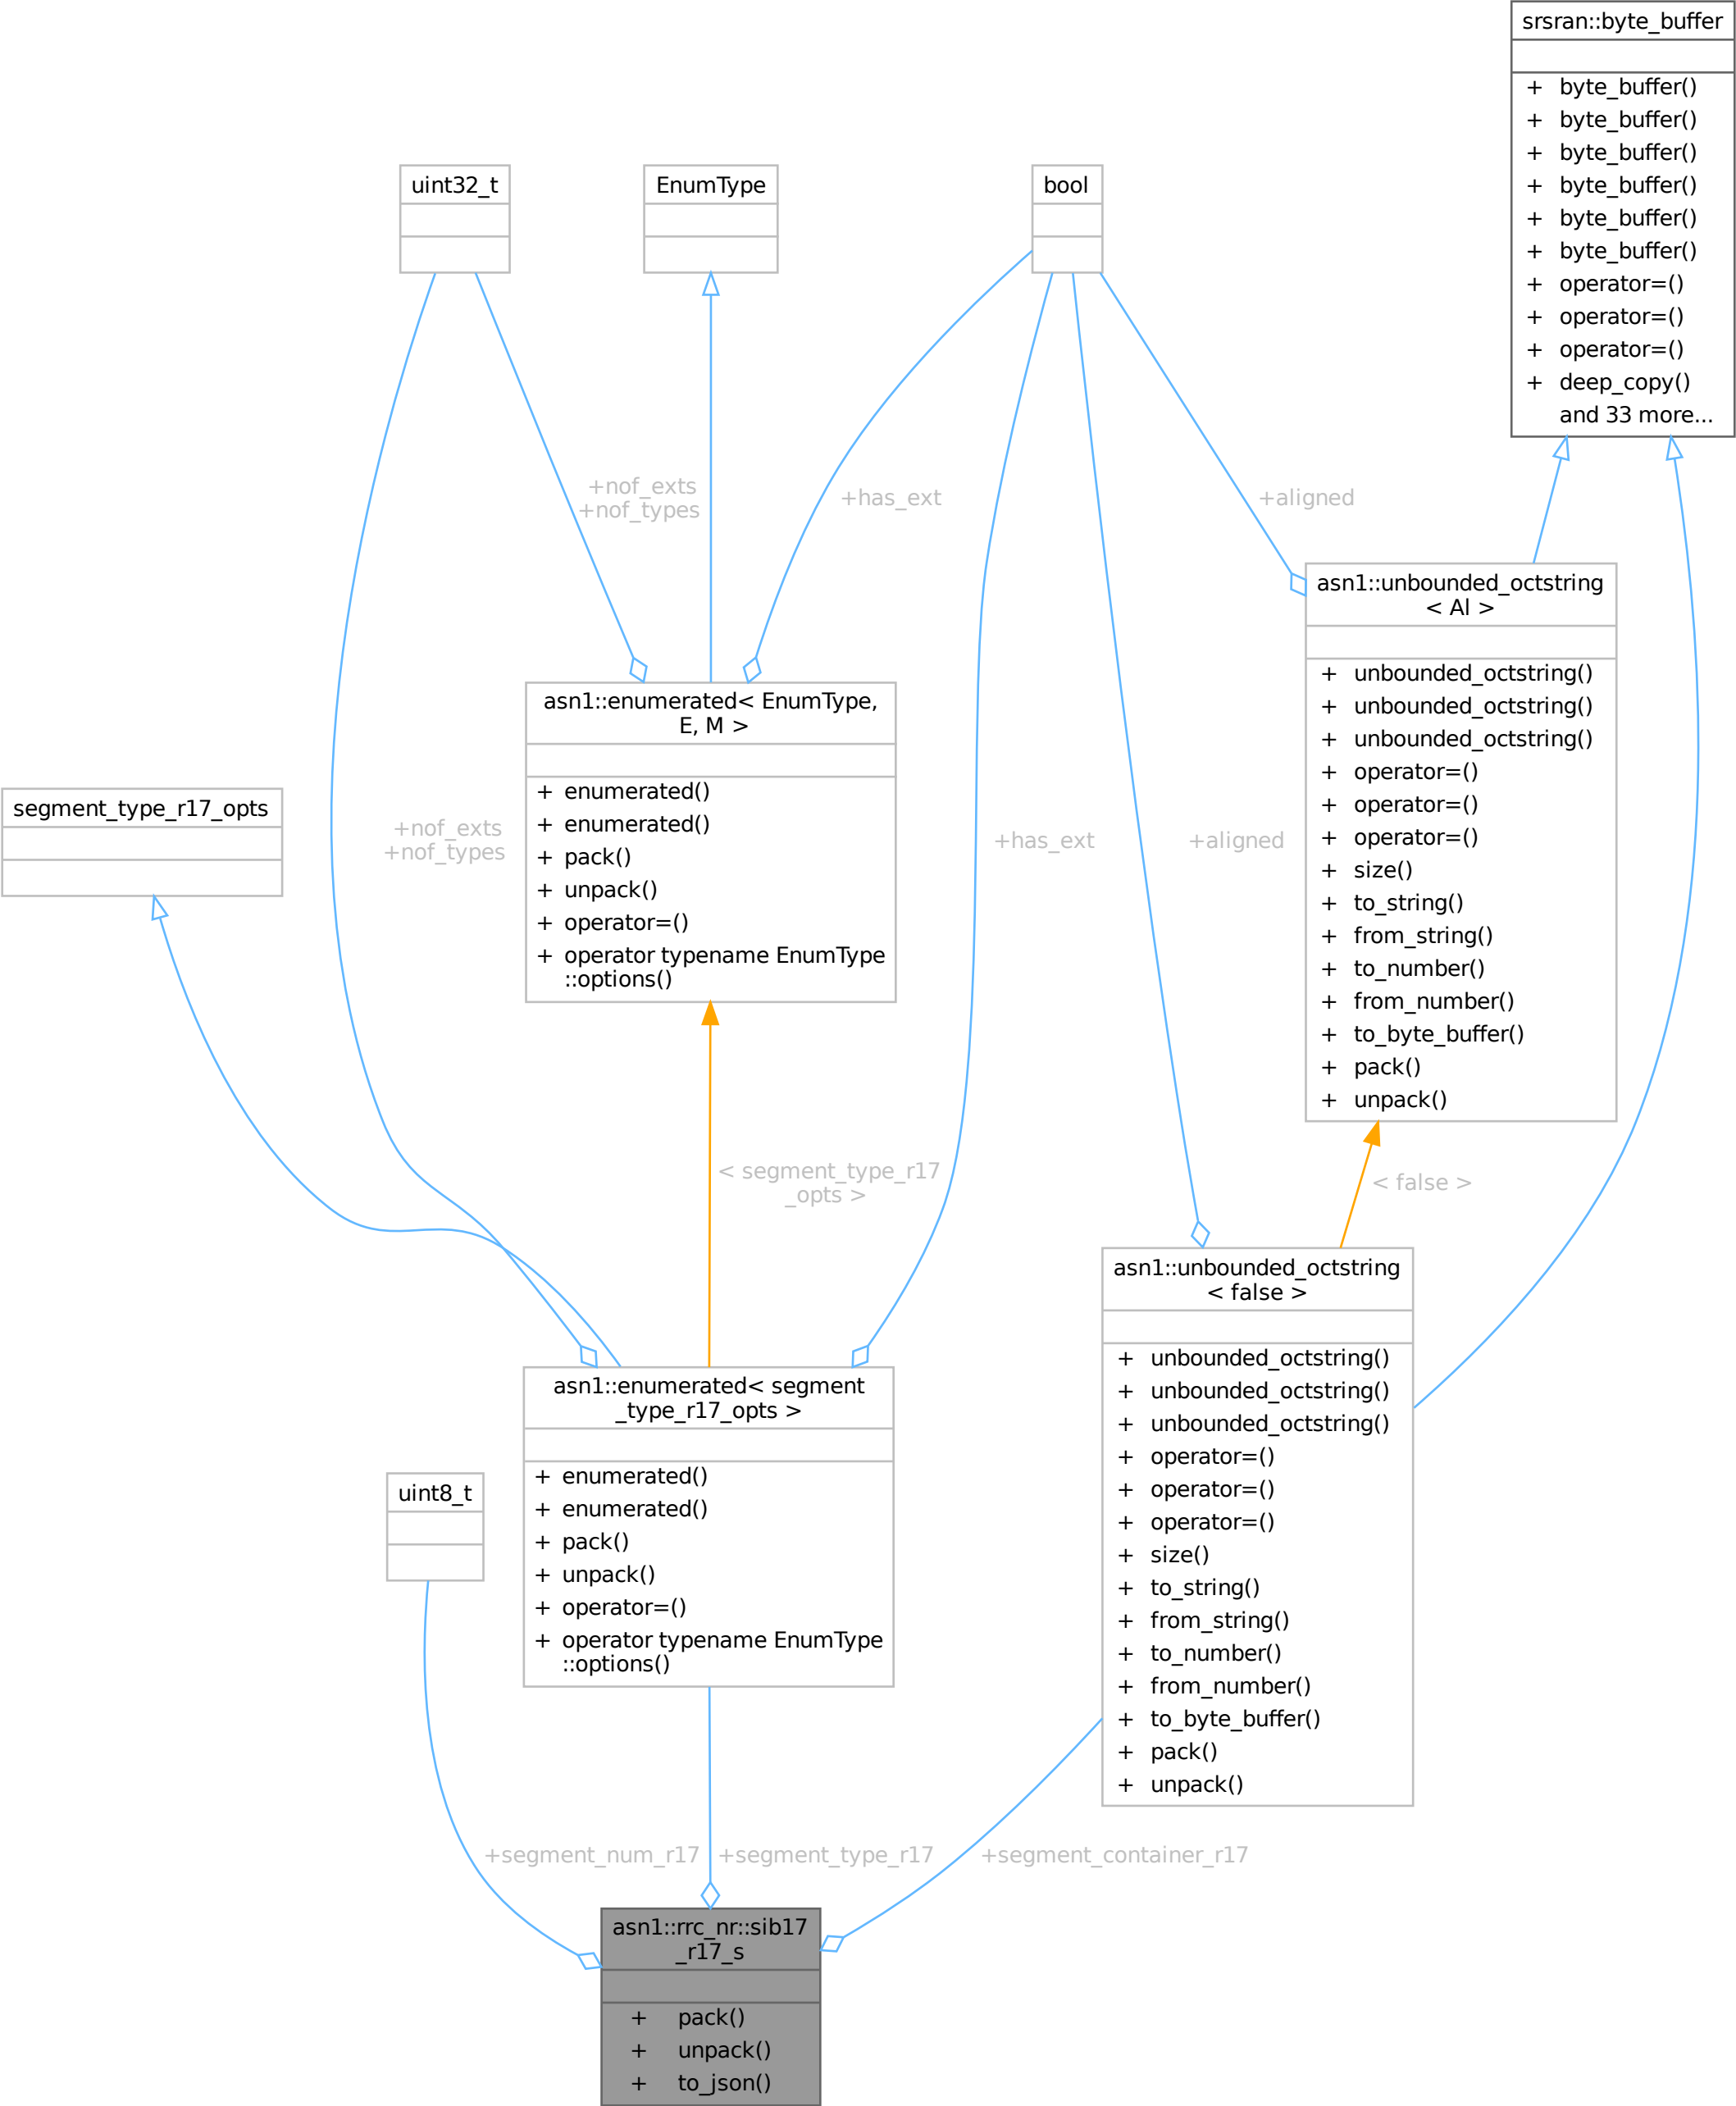 srsran::byte_buffer
+ byte_buffer()
+ byte_buffer()
+ byte_buffer()
+ byte_buffer()
+ byte_buffer()
+ byte_buffer()
+ operator=()
+ operator=()
+ operator=()
+ deep_copy()
and 33 more...
uint32_t
EnumType
bool
+nof_exts
+nof_types
+has_ext
+aligned
asn1::unbounded_octstring
< Al >
+ unbounded_octstring()
+ unbounded_octstring()
+ unbounded_octstring()
+ operator=()
+ operator=()
+ operator=()
+ size()
+ to_string()
+ from_string()
+ to_number()
+ from_number()
+ to_byte_buffer()
+ pack()
+ unpack()
asn1::enumerated< EnumType,
E, M >
+ enumerated()
+ enumerated()
+ pack()
+ unpack()
+ operator=()
+ operator typename EnumType
::options()
segment_type_r17_opts
+nof_exts
+nof_types
+has_ext
+aligned
< segment_type_r17
_opts >
< false >
asn1::unbounded_octstring
< false >
+ unbounded_octstring()
+ unbounded_octstring()
+ unbounded_octstring()
+ operator=()
+ operator=()
+ operator=()
+ size()
+ to_string()
+ from_string()
+ to_number()
+ from_number()
+ to_byte_buffer()
+ pack()
+ unpack()
asn1::enumerated< segment
_type_r17_opts >
+ enumerated()
+ enumerated()
+ pack()
+ unpack()
+ operator=()
+ operator typename EnumType
::options()
uint8_t
+segment_num_r17
+segment_type_r17
+segment_container_r17
asn1::rrc_nr::sib17
_r17_s
+ pack()
+ unpack()
+ to_json()